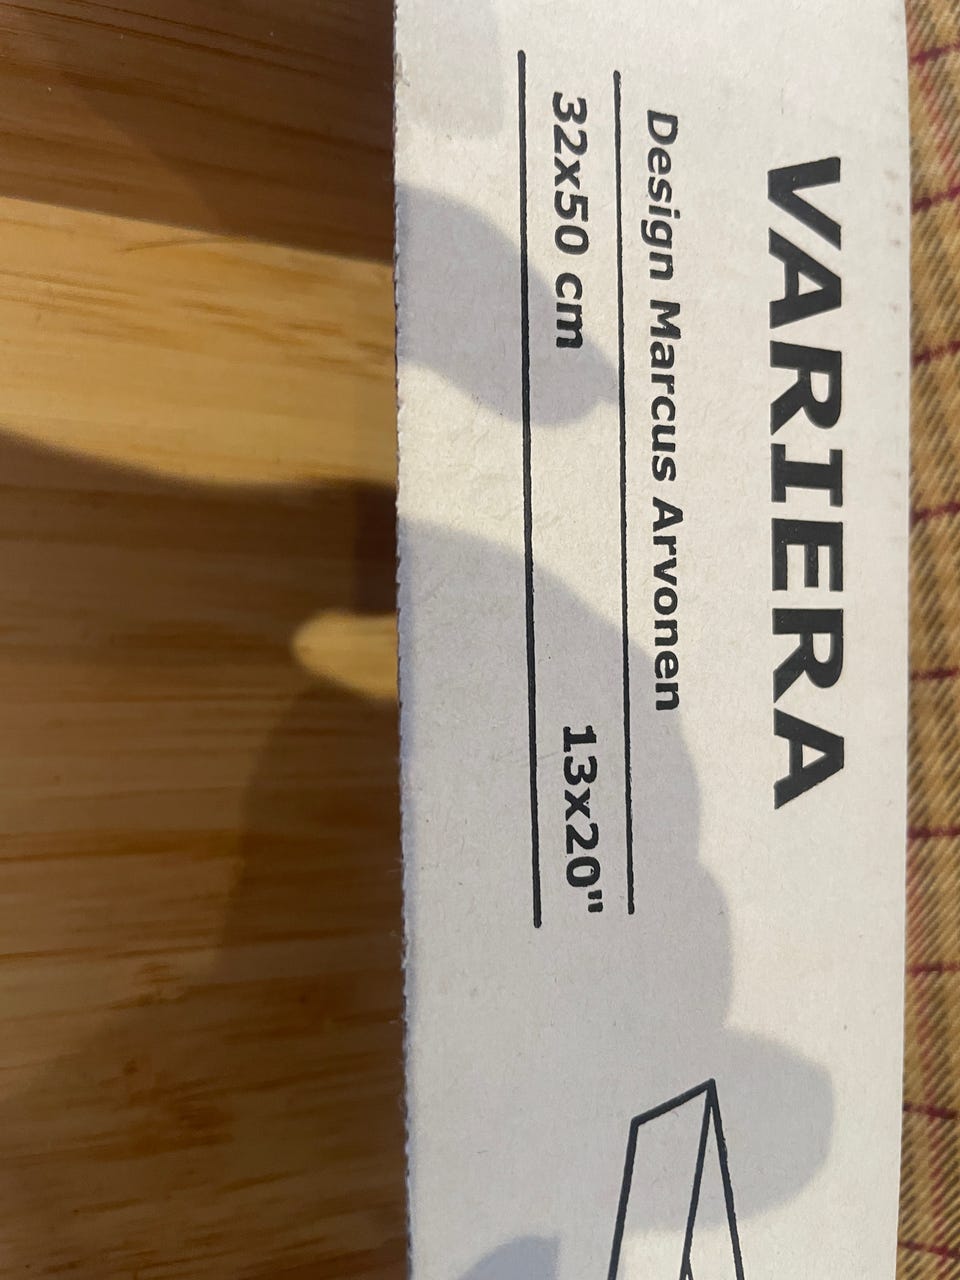 VARIERA
Design Marcus Arvonen
32x50 cm 13x20"